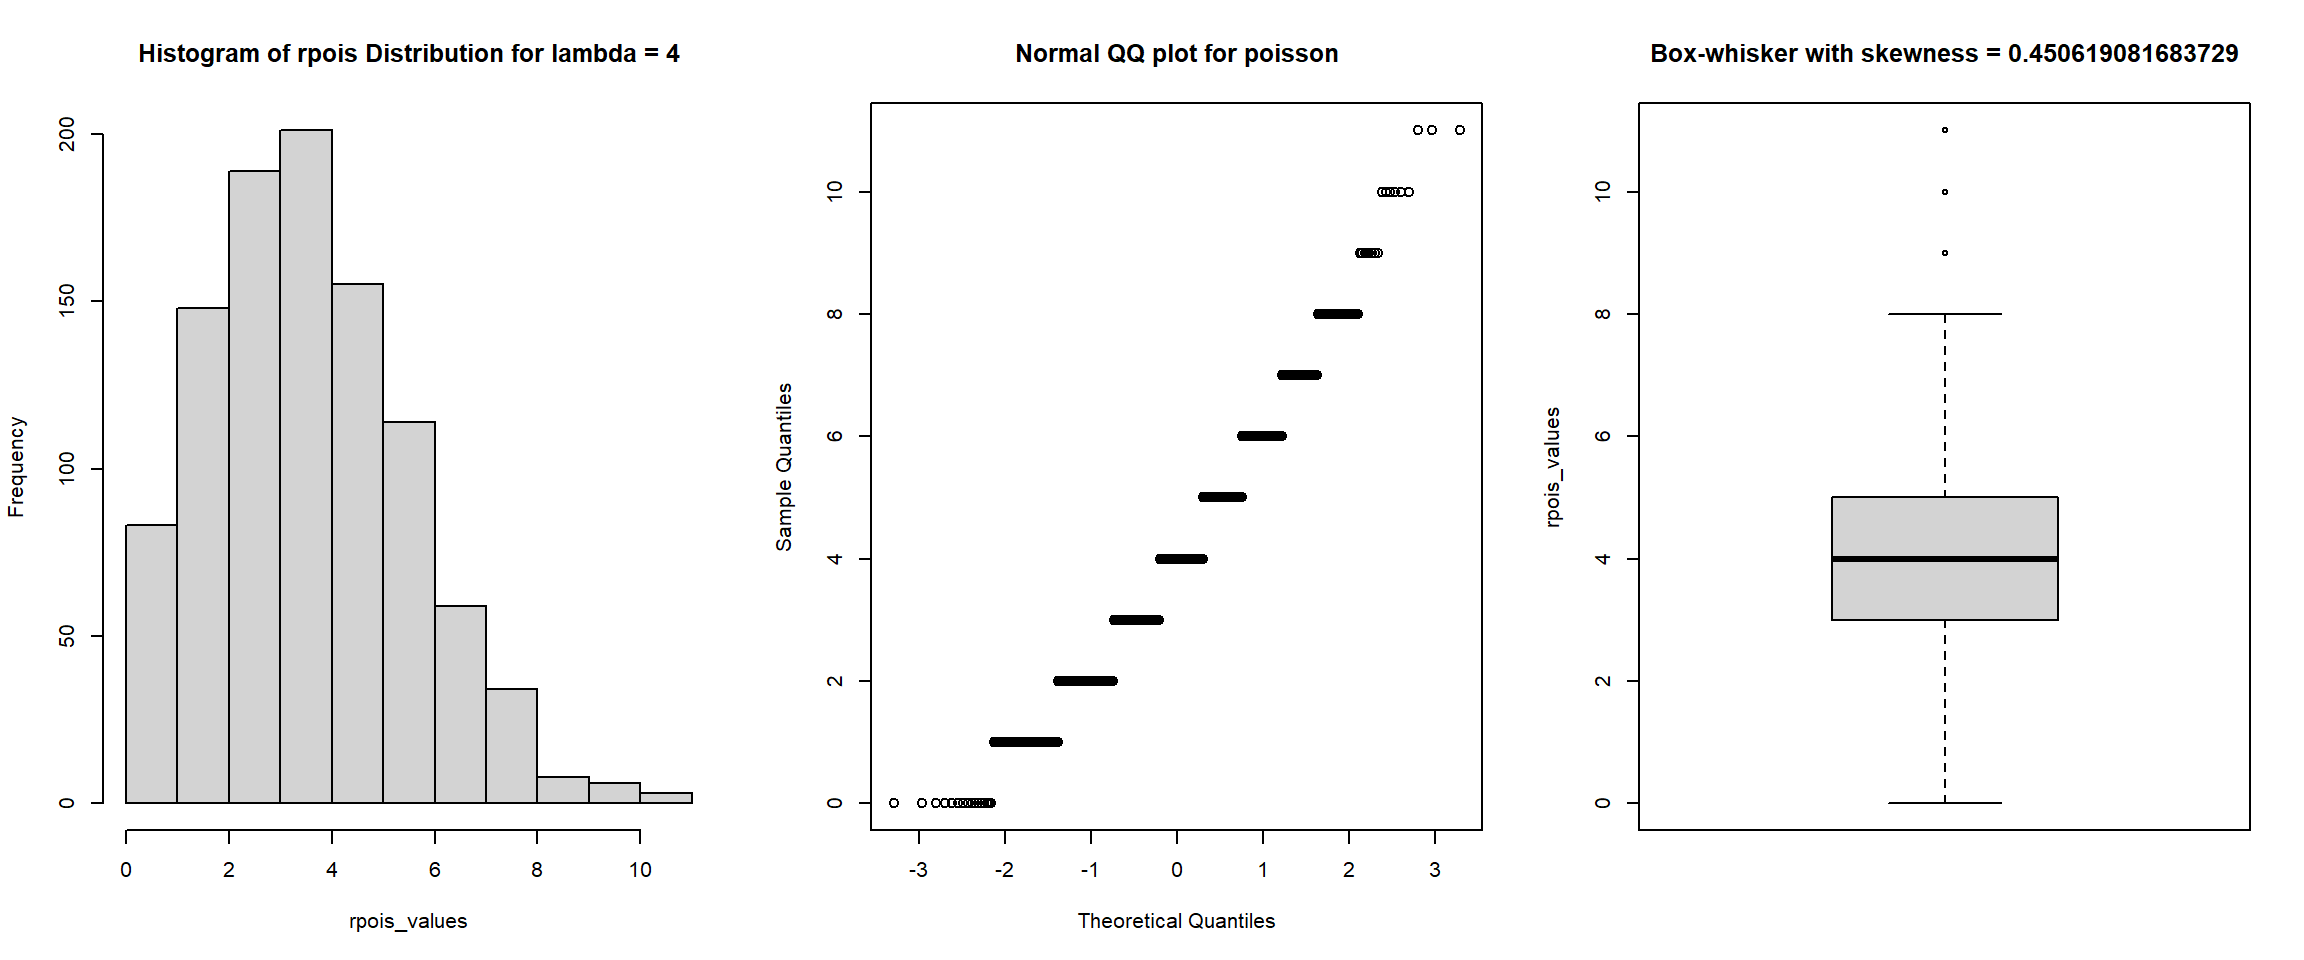 Histogram of rpois Distribution for lambda = 4
Frequency
200
150
100
50
0
0 2 4 6 8 10
rpois_values
Normal QQ plot for poisson
Sample Quantiles
10
8
6
4
2
0
-3 -2 -1 0 1 2 3
Theoretical Quantiles
Box-whisker with skewness = 0.450619081683729
rpois_values
10
8
6
4
2
0